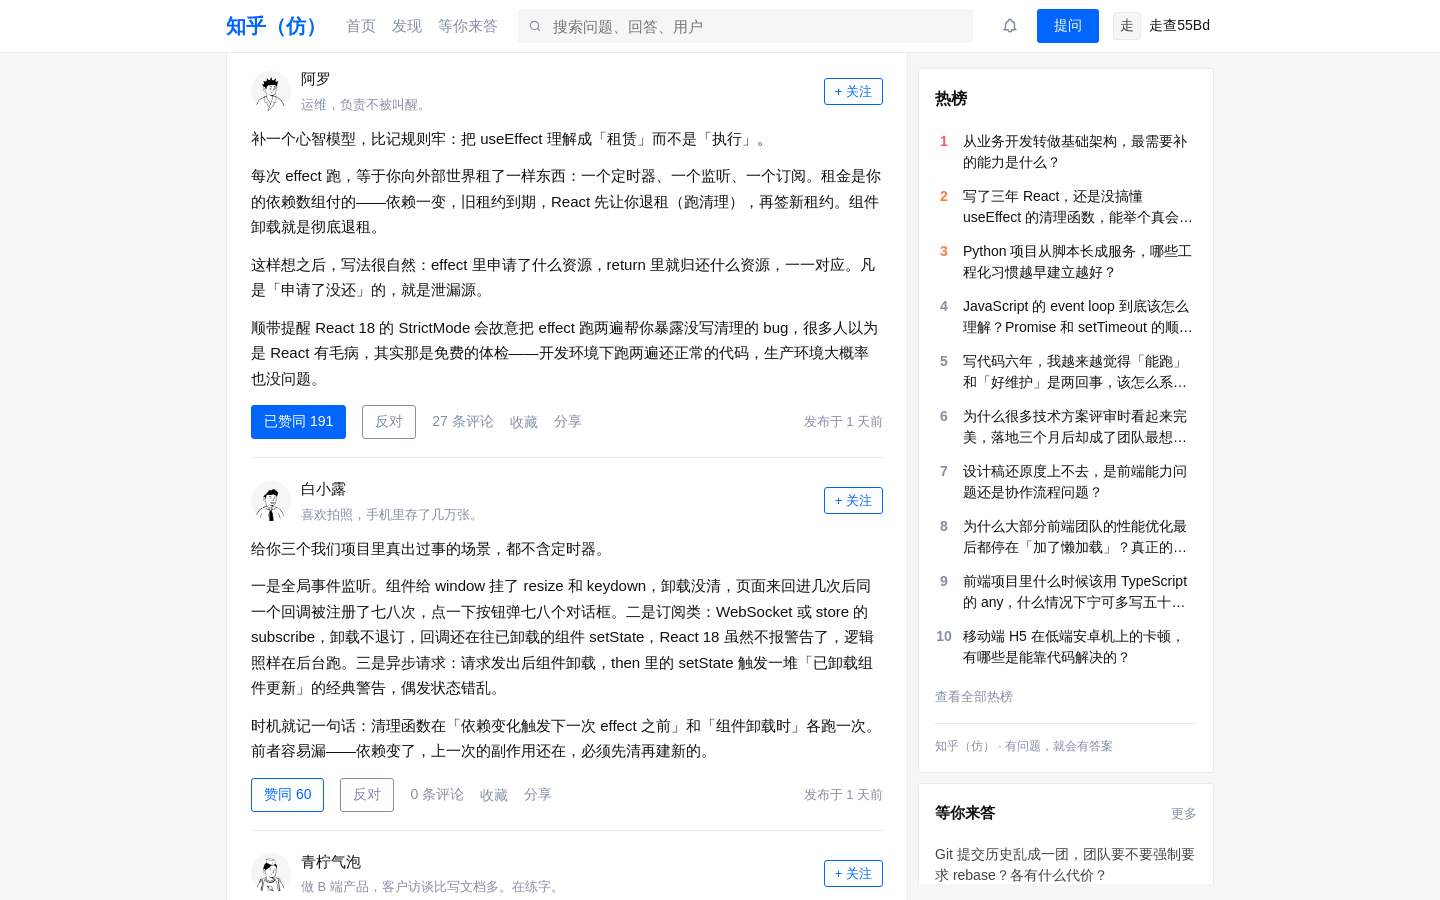 知乎（仿） 首页 发现 等你来答 搜索问题、回答、用户 提问 走 走查55Bd
阿罗
运维，负责不被叫醒。
+ 关注
补一个心智模型，比记规则牢：把 useEffect 理解成「租赁」而不是「执行」。
每次 effect 跑，等于你向外部世界租了一样东西：一个定时器、一个监听、一个订阅。租金是你
的依赖数组付的——依赖一变，旧租约到期，React 先让你退租（跑清理），再签新租约。组件
卸载就是彻底退租。
这样想之后，写法很自然：effect 里申请了什么资源，return 里就归还什么资源，一一对应。凡
是「申请了没还」的，就是泄漏源。
顺带提醒 React 18 的 StrictMode 会故意把 effect 跑两遍帮你暴露没写清理的 bug，很多人以为
是 React 有毛病，其实那是免费的体检——开发环境下跑两遍还正常的代码，生产环境大概率
也没问题。
已赞同 191 反对 27 条评论 收藏 分享 发布于 1 天前
白小露
喜欢拍照，手机里存了几万张。
+ 关注
给你三个我们项目里真出过事的场景，都不含定时器。
一是全局事件监听。组件给 window 挂了 resize 和 keydown，卸载没清，页面来回进几次后同
一个回调被注册了七八次，点一下按钮弹七八个对话框。二是订阅类：WebSocket 或 store 的
subscribe，卸载不退订，回调还在往已卸载的组件 setState，React 18 虽然不报警告了，逻辑
照样在后台跑。三是异步请求：请求发出后组件卸载，then 里的 setState 触发一堆「已卸载组
件更新」的经典警告，偶发状态错乱。
时机就记一句话：清理函数在「依赖变化触发下一次 effect 之前」和「组件卸载时」各跑一次。
前者容易漏——依赖变了，上一次的副作用还在，必须先清再建新的。
赞同 60 反对 0 条评论 收藏 分享 发布于 1 天前
青柠气泡
做 B 端产品，客户访谈比写文档多。在练字。
+ 关注
热榜
1 从业务开发转做基础架构，最需要补
的能力是什么？
2 写了三年 React，还是没搞懂
useEffect 的清理函数，能举个真会…
3 Python 项目从脚本长成服务，哪些工
程化习惯越早建立越好？
4 JavaScript 的 event loop 到底该怎么
理解？Promise 和 setTimeout 的顺…
5 写代码六年，我越来越觉得「能跑」
和「好维护」是两回事，该怎么系…
6 为什么很多技术方案评审时看起来完
美，落地三个月后却成了团队最想…
7 设计稿还原度上不去，是前端能力问
题还是协作流程问题？
8 为什么大部分前端团队的性能优化最
后都停在「加了懒加载」？真正的…
9 前端项目里什么时候该用 TypeScript
的 any，什么情况下宁可多写五十…
10 移动端 H5 在低端安卓机上的卡顿，
有哪些是能靠代码解决的？
查看全部热榜
知乎（仿） · 有问题，就会有答案
等你来答 更多
Git 提交历史乱成一团，团队要不要强制要
求 rebase？各有什么代价？